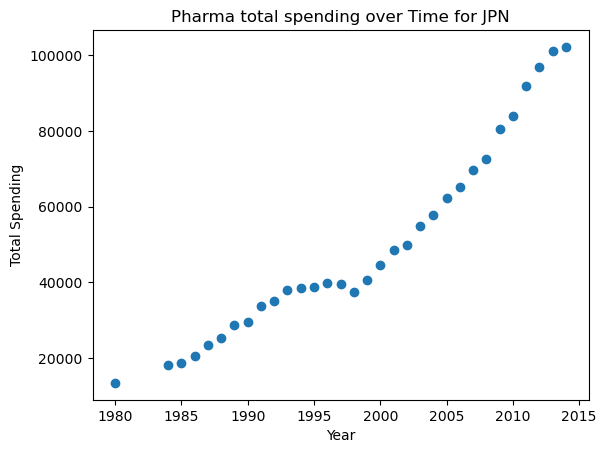 Pharma total spending over Time for JPN
100000
80000
60000
40000
20000
Total Spending
1980 1985 1990 1995 2000 2005 2010 2015
Year